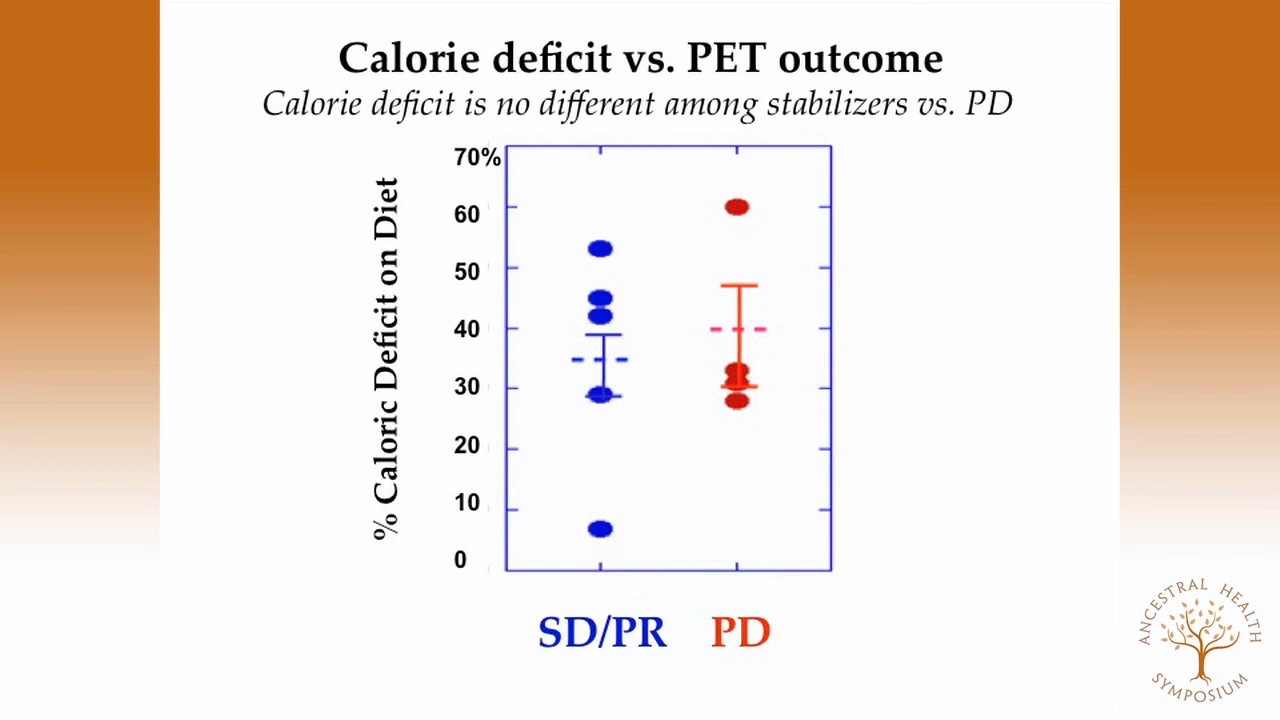 Calorie deficit vs. PET outcome
Calorie deficit is no different among stabilizers vs. PD
% Caloric Deficit on Diet
70%
60
50
40
30
20
10
0
SD/PR
PD
ANCESTRAL HEALTH
SYMPOSIUM